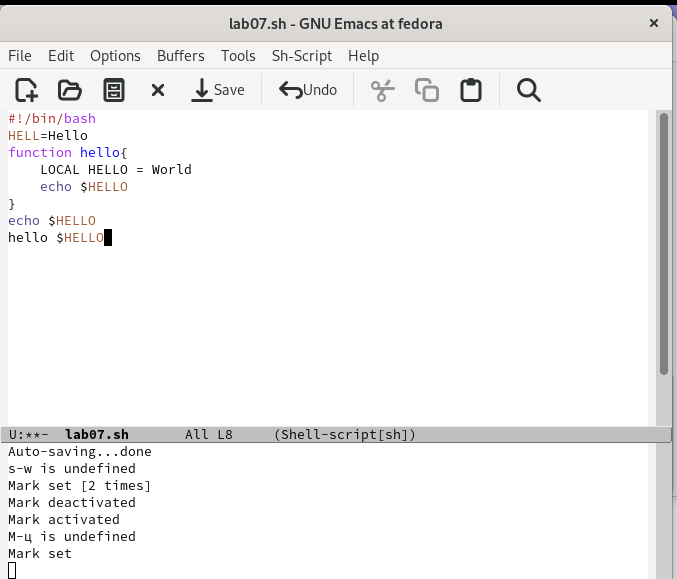 lab07.sh - GNU Emacs at fedora
File Edit Options Buffers Tools Sh-Script Help
Save Undo
#!/bin/bash
HELL=Hello
function hello{
    LOCAL HELLO = World
    echo $HELLO
}
echo $HELLO
hello $HELLO
U:**-  lab07.sh       All L8     (Shell-script[sh])
Auto-saving...done
s-w is undefined
Mark set [2 times]
Mark deactivated
Mark activated
M-ц is undefined
Mark set